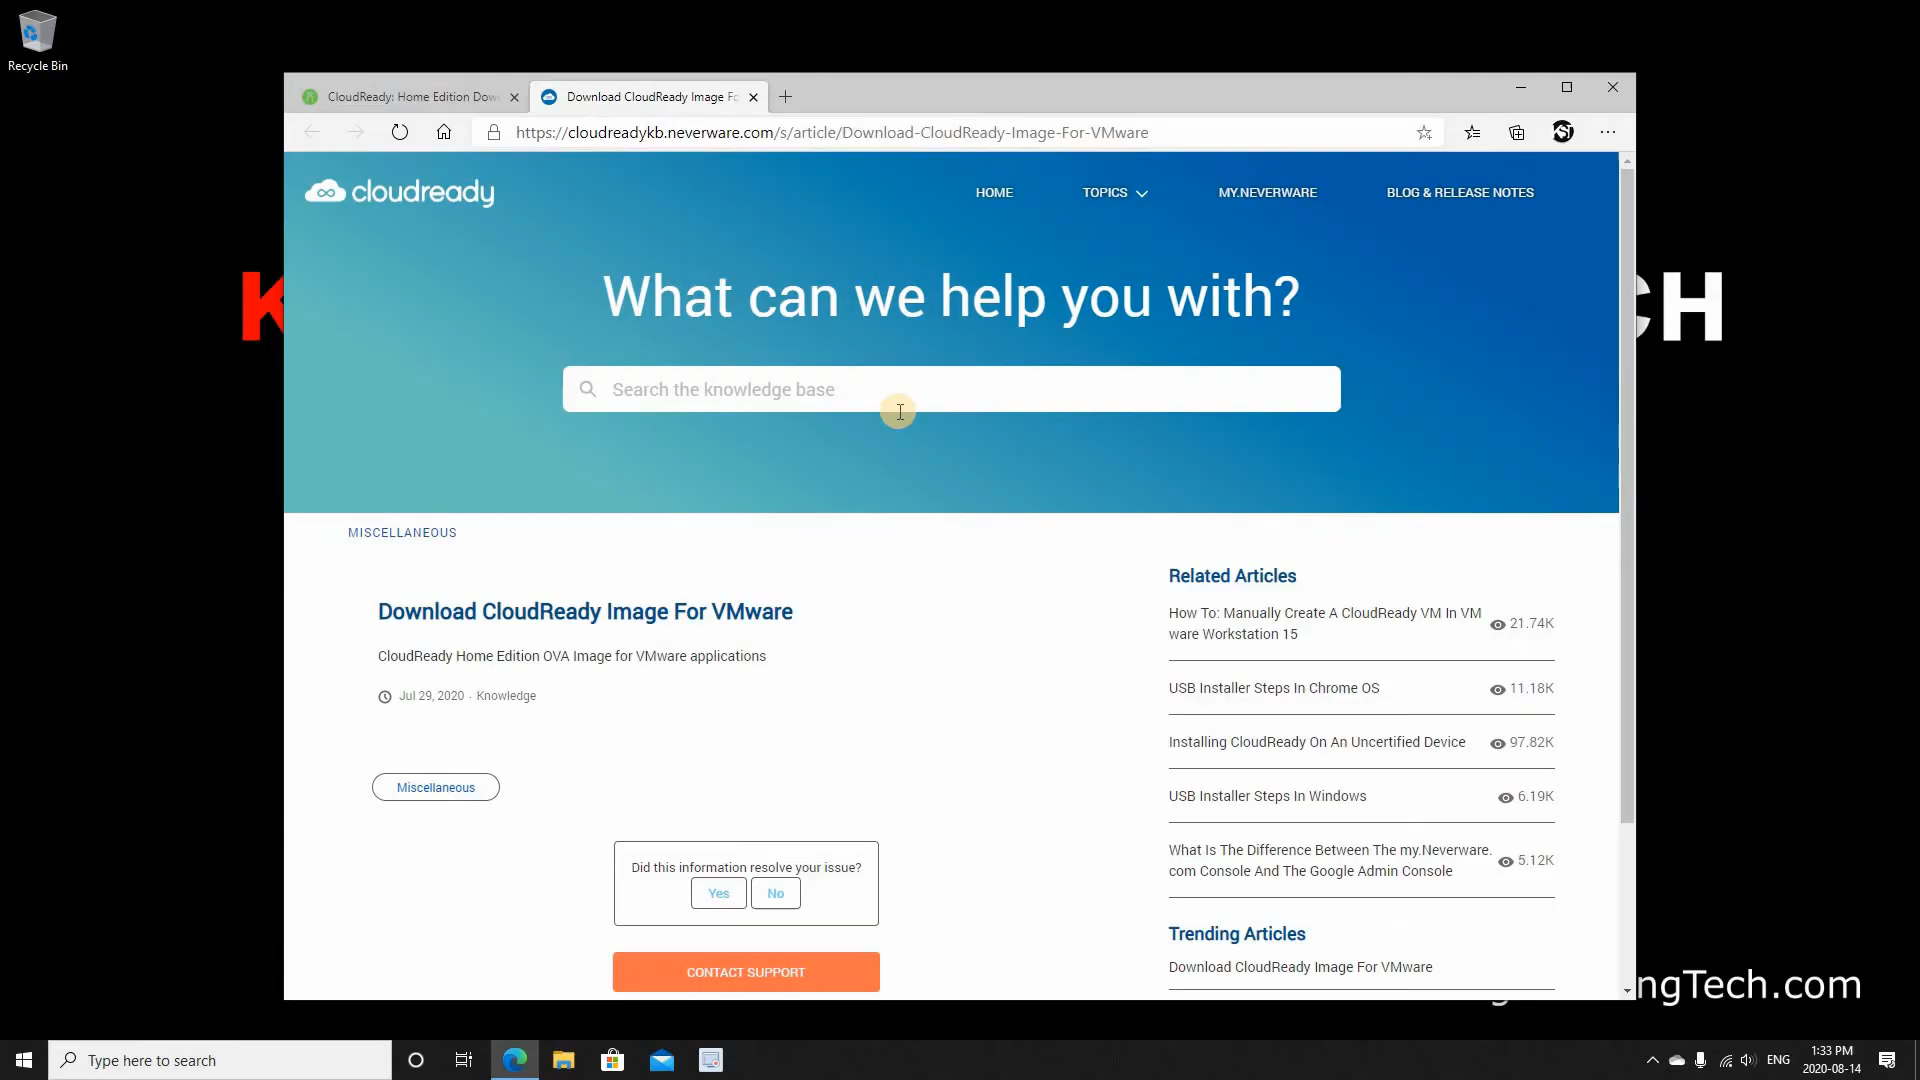 Recycle Bin
CloudReady: Home Edition Dow
Download CloudReady Image Fo
https://cloudreadykb.neverware.com/s/article/Download-CloudReady-Image-For-VMware
cloudready
HOME
TOPICS
MY.NEVERWARE
BLOG & RELEASE NOTES
K
CH
What can we help you with?
Search the knowledge base
MISCELLANEOUS
Download CloudReady Image For VMware
CloudReady Home Edition OVA Image for VMware applications
Jul 29, 2020 · Knowledge
Miscellaneous
Did this information resolve your issue?
Yes
No
CONTACT SUPPORT
Related Articles
How To: Manually Create A CloudReady VM In VM
ware Workstation 15
21.74K
USB Installer Steps In Chrome OS
11.18K
Installing CloudReady On An Uncertified Device
97.82K
USB Installer Steps In Windows
6.19K
What Is The Difference Between The my.Neverware.
com Console And The Google Admin Console
5.12K
Trending Articles
Download CloudReady Image For VMware
ngTech.com
Type here to search
ENG
1:33 PM
2020-08-14